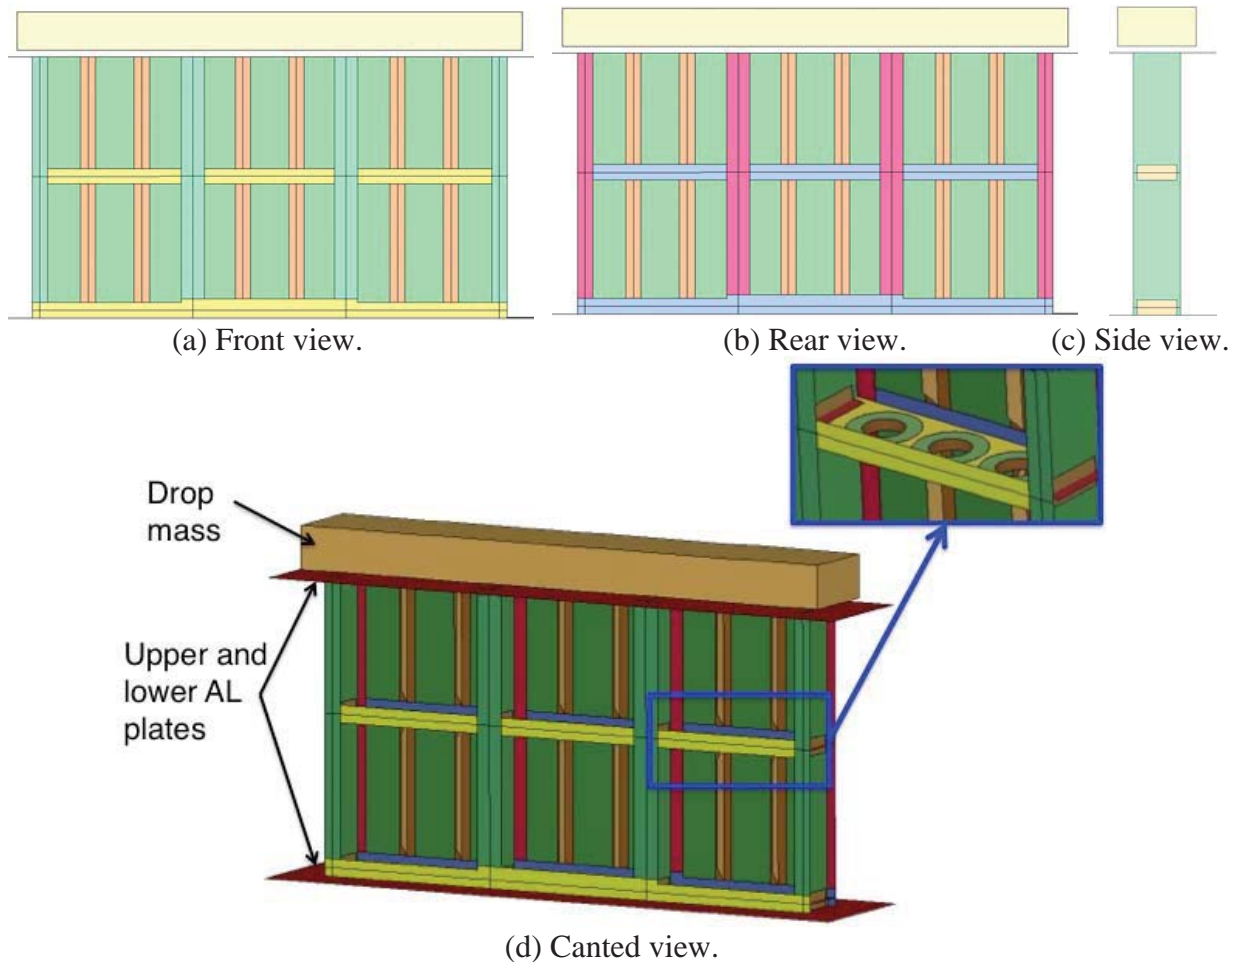 (a) Front view.
(b) Rear view.
(c) Side view.
Drop
mass
Upper and
lower AL
plates
(d) Canted view.